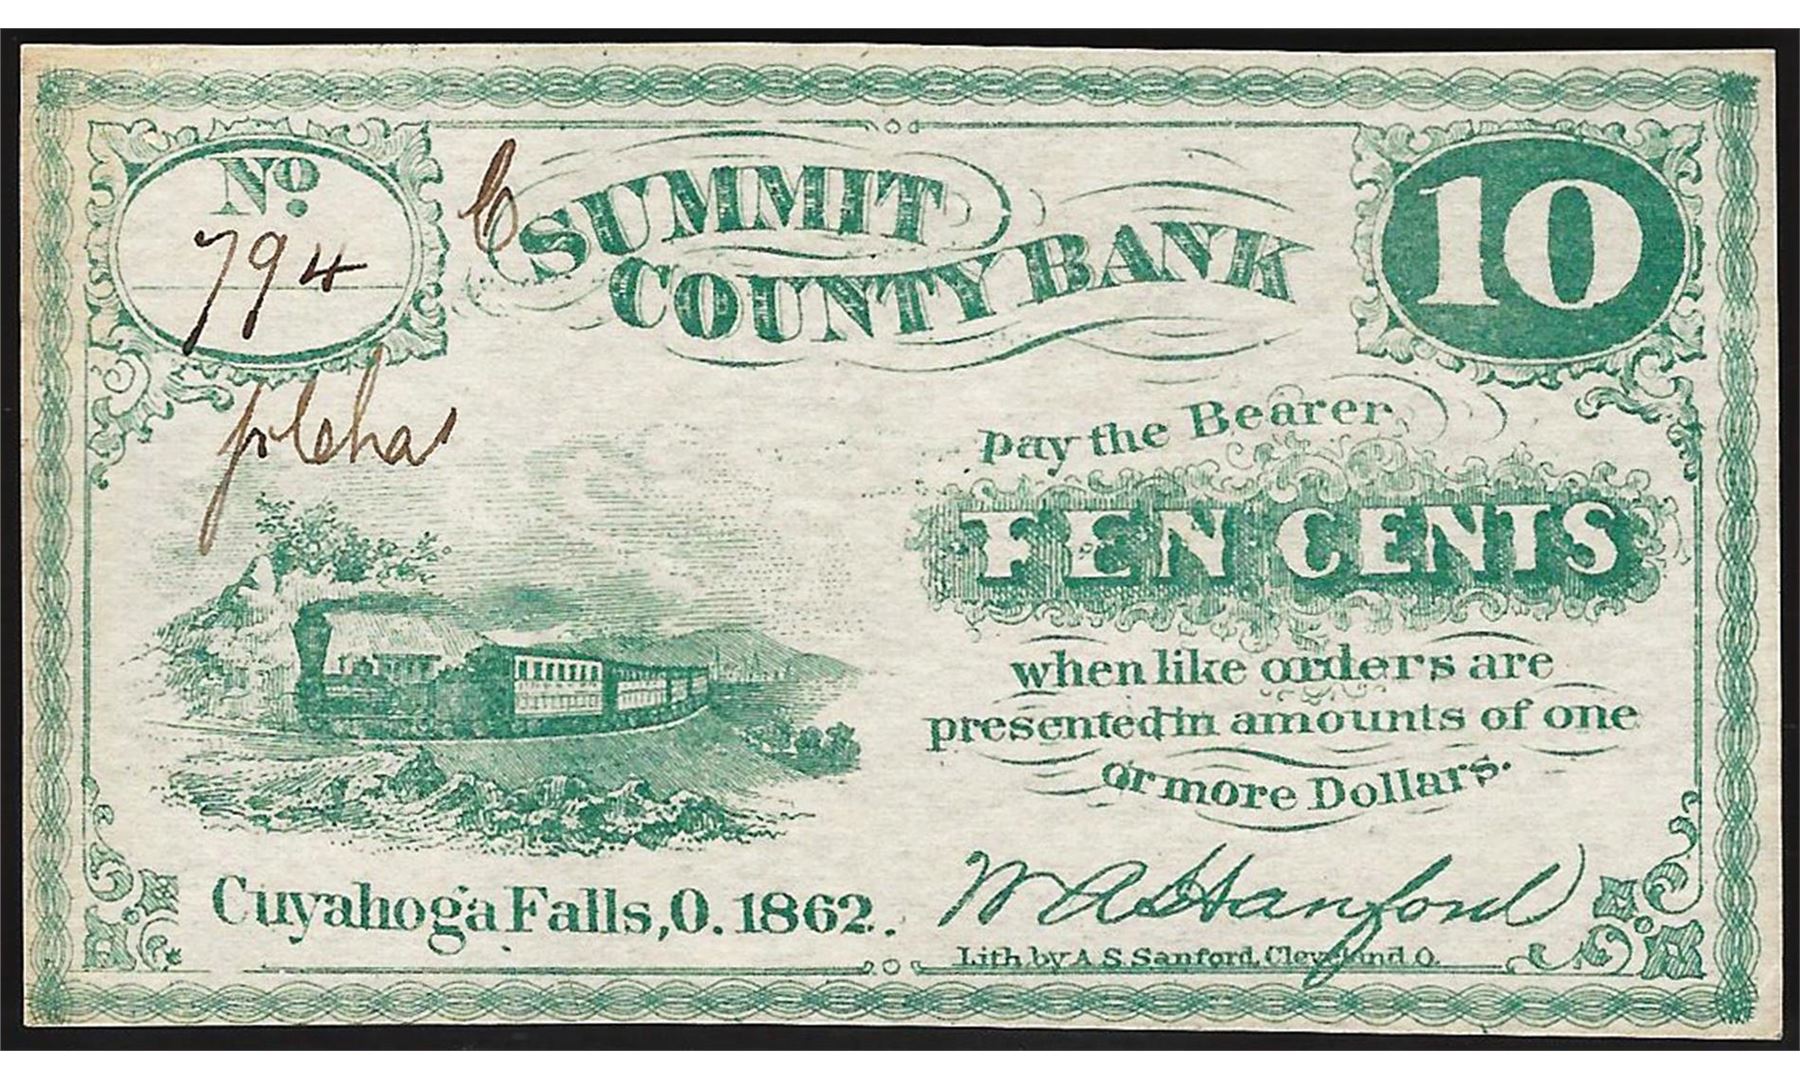 No.
794
C
SUMMIT
COUNTY BANK
10
pay the Bearer
TEN CENTS
when like orders are
presented in amounts of one
or more Dollars.
Cuyahoga Falls, O. 1862.
W A Hanford
Lith by A. S. Sanford, Cleveland O.